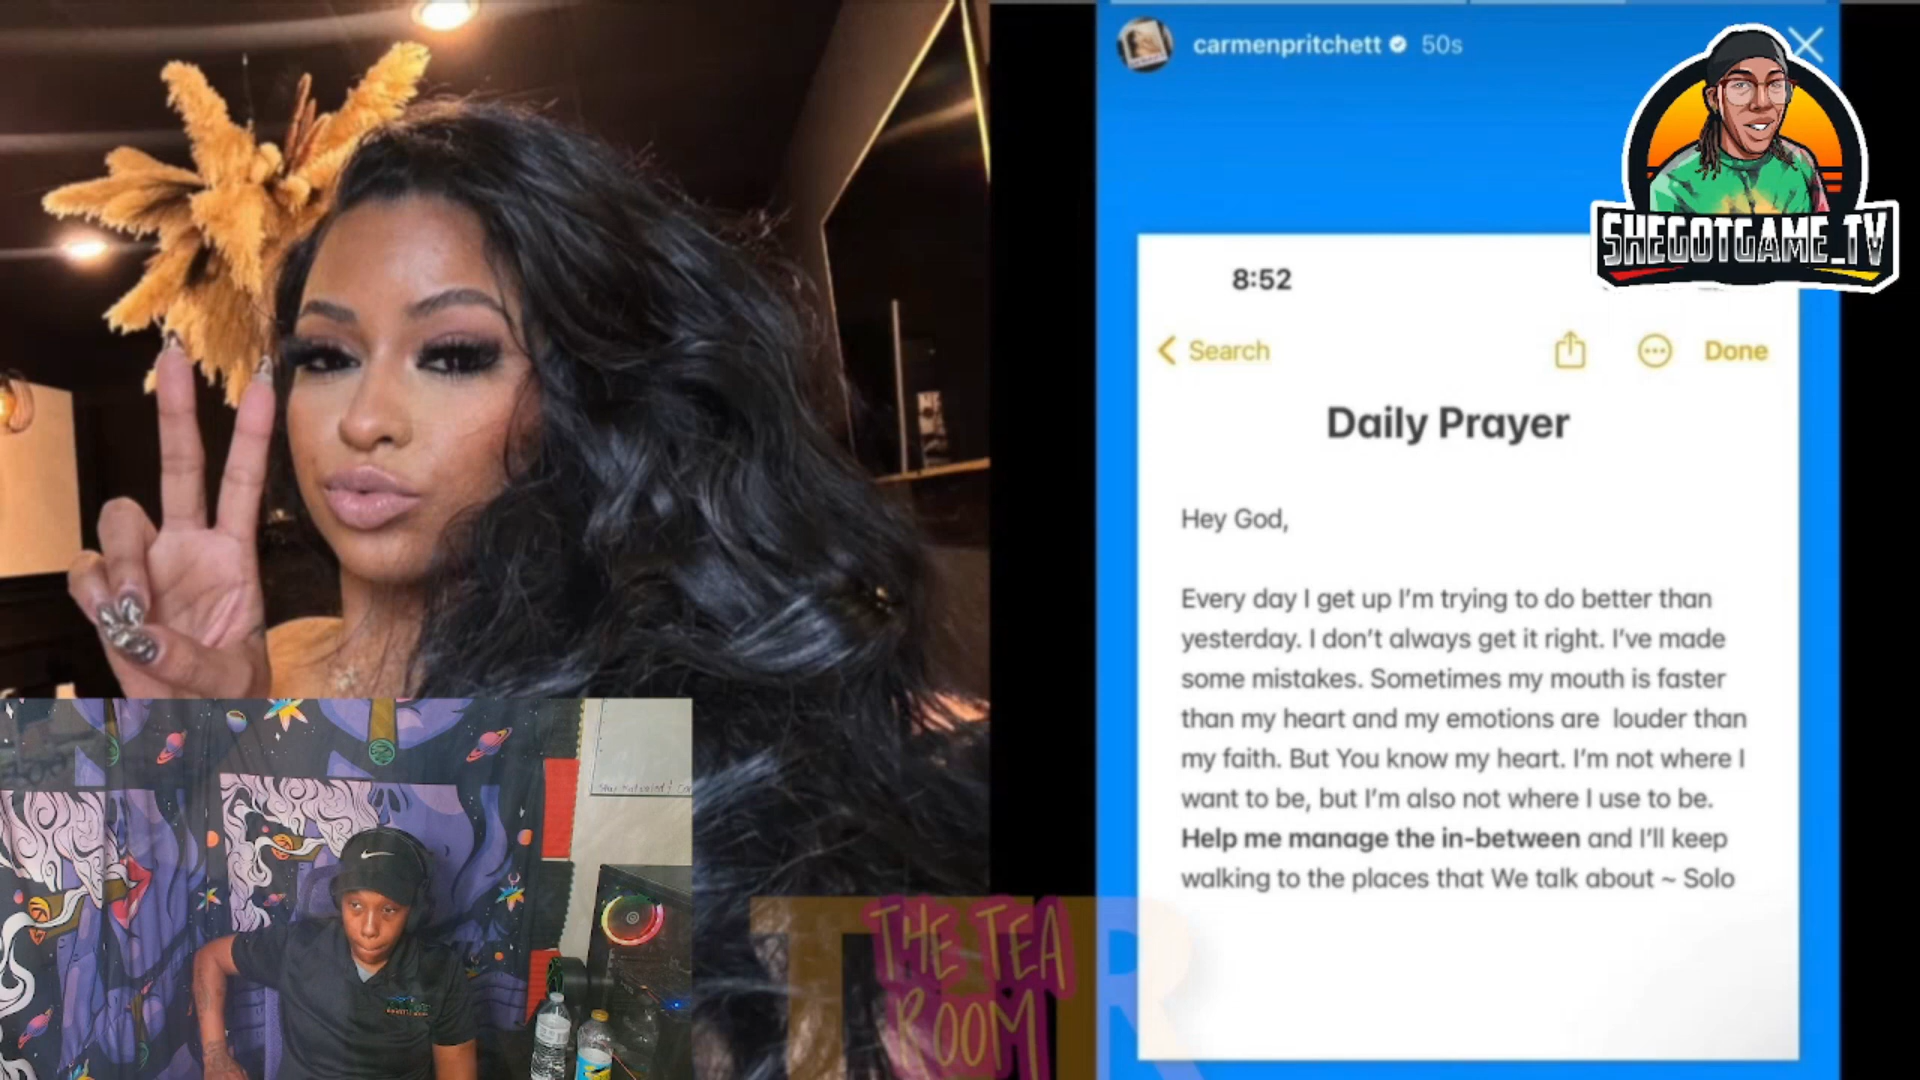 carmenpritchett 50s
SHEGOTGAME_TV
8:52
Search
Done
Daily Prayer
Hey God,
Every day I get up I'm trying to do better than
yesterday. I don't always get it right. I've made
some mistakes. Sometimes my mouth is faster
than my heart and my emotions are louder than
my faith. But You know my heart. I'm not where I
want to be, but I'm also not where I use to be.
Help me manage the in-between and I'll keep
walking to the places that We talk about ~ Solo
THE TEA
ROOM
TR